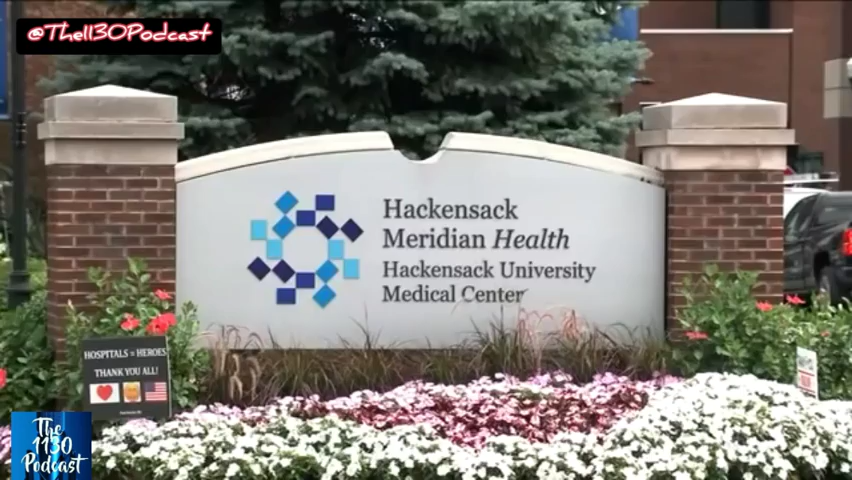 @The1130Podcast
Hackensack
Meridian Health
Hackensack University
Medical Center
HOSPITALS = HEROES
THANK YOU ALL!
The
1130
Podcast